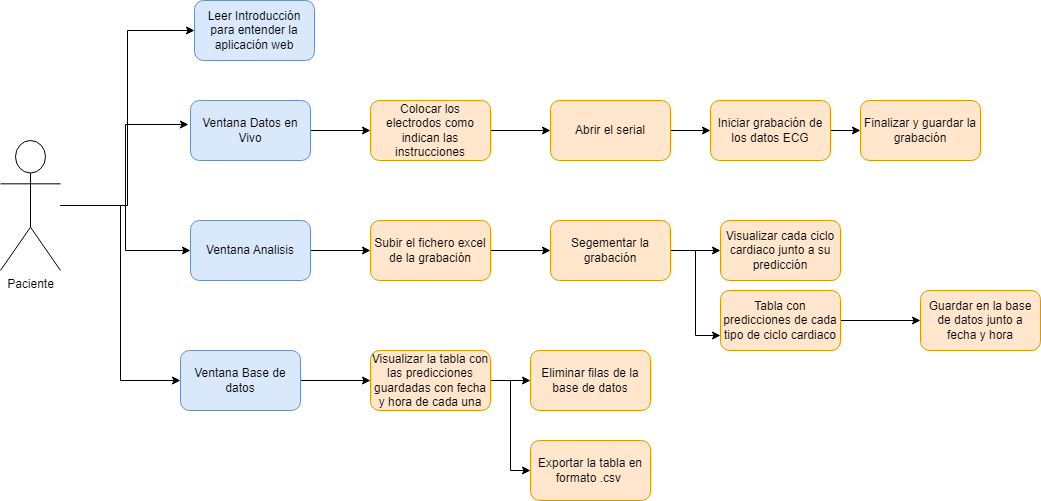 Leer Introducción
para entender la
aplicación web
Ventana Datos en
Vivo
Colocar los
electrodos como
indican las
instrucciones
Abrir el serial
Iniciar grabación de
los datos ECG
Finalizar y guardar la
grabación
Paciente
Ventana Analisis
Subir el fichero excel
de la grabación
Segementar la
grabación
Visualizar cada ciclo
cardiaco junto a su
predicción
Tabla con
predicciones de cada
tipo de ciclo cardiaco
Guardar en la base
de datos junto a
fecha y hora
Ventana Base de
datos
Visualizar la tabla con
las predicciones
guardadas con fecha
y hora de cada una
Eliminar filas de la
base de datos
Exportar la tabla en
formato .csv